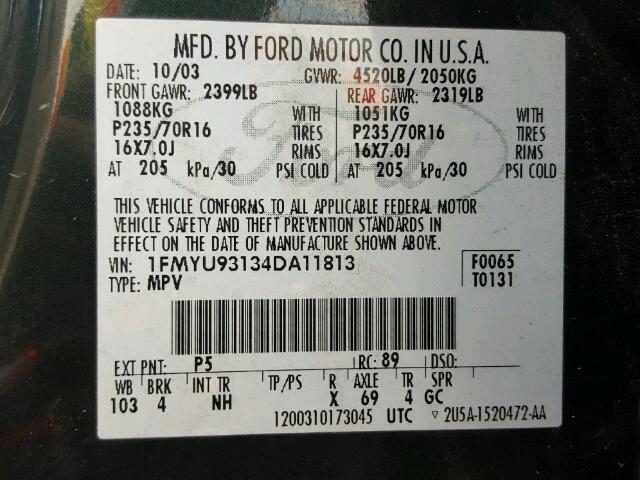 MFD. BY FORD MOTOR CO. IN U.S.A.
DATE: 10/03 GVWR: 4520LB/ 2050KG
FRONT GAWR: 2399LB REAR GAWR: 2319LB
1088KG WITH 1051KG WITH
P235/70R16 TIRES P235/70R16 TIRES
16X7.0J RIMS 16X7.0J RIMS
AT 205 kPa/30 PSI COLD AT 205 kPa/30 PSI COLD
THIS VEHICLE CONFORMS TO ALL APPLICABLE FEDERAL MOTOR
VEHICLE SAFETY AND THEFT PREVENTION STANDARDS IN
EFFECT ON THE DATE OF MANUFACTURE SHOWN ABOVE.
VIN: 1FMYU93134DA11813 F0065
TYPE: MPV T0131
EXT PNT: P5 RC: 89 DSO:
WB BRK INT TR TP/PS R AXLE TR SPR
103 4 NH X 69 4 GC
1200310173045 UTC ▽ 2U5A-1520472-AA
Ford